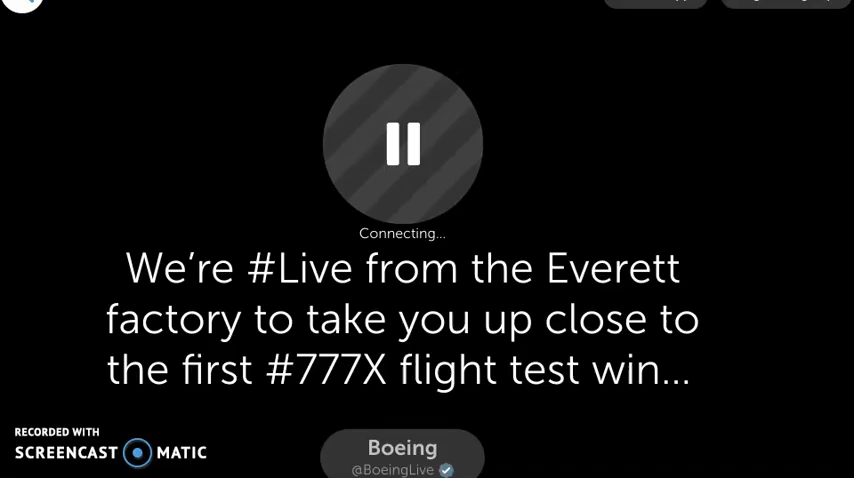 Connecting...
We're #Live from the Everett
factory to take you up close to
the first #777X flight test win...
RECORDED WITH
SCREENCAST MATIC
Boeing
@BoeingLive